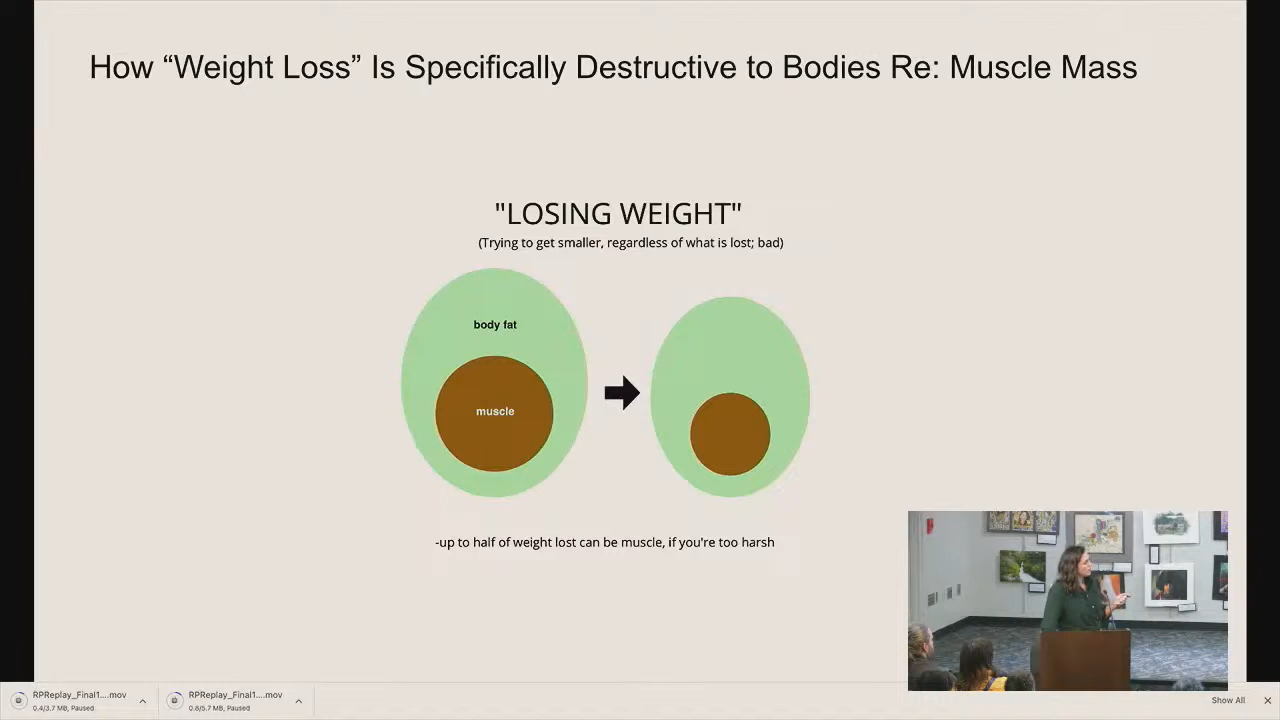 How “Weight Loss” Is Specifically Destructive to Bodies Re: Muscle Mass
"LOSING WEIGHT"
(Trying to get smaller, regardless of what is lost; bad)
body fat
muscle
-up to half of weight lost can be muscle, if you're too harsh
RPReplay_Final1....mov
0.4/3.7 MB, Paused
RPReplay_Final1....mov
0.8/5.7 MB, Paused
Show All